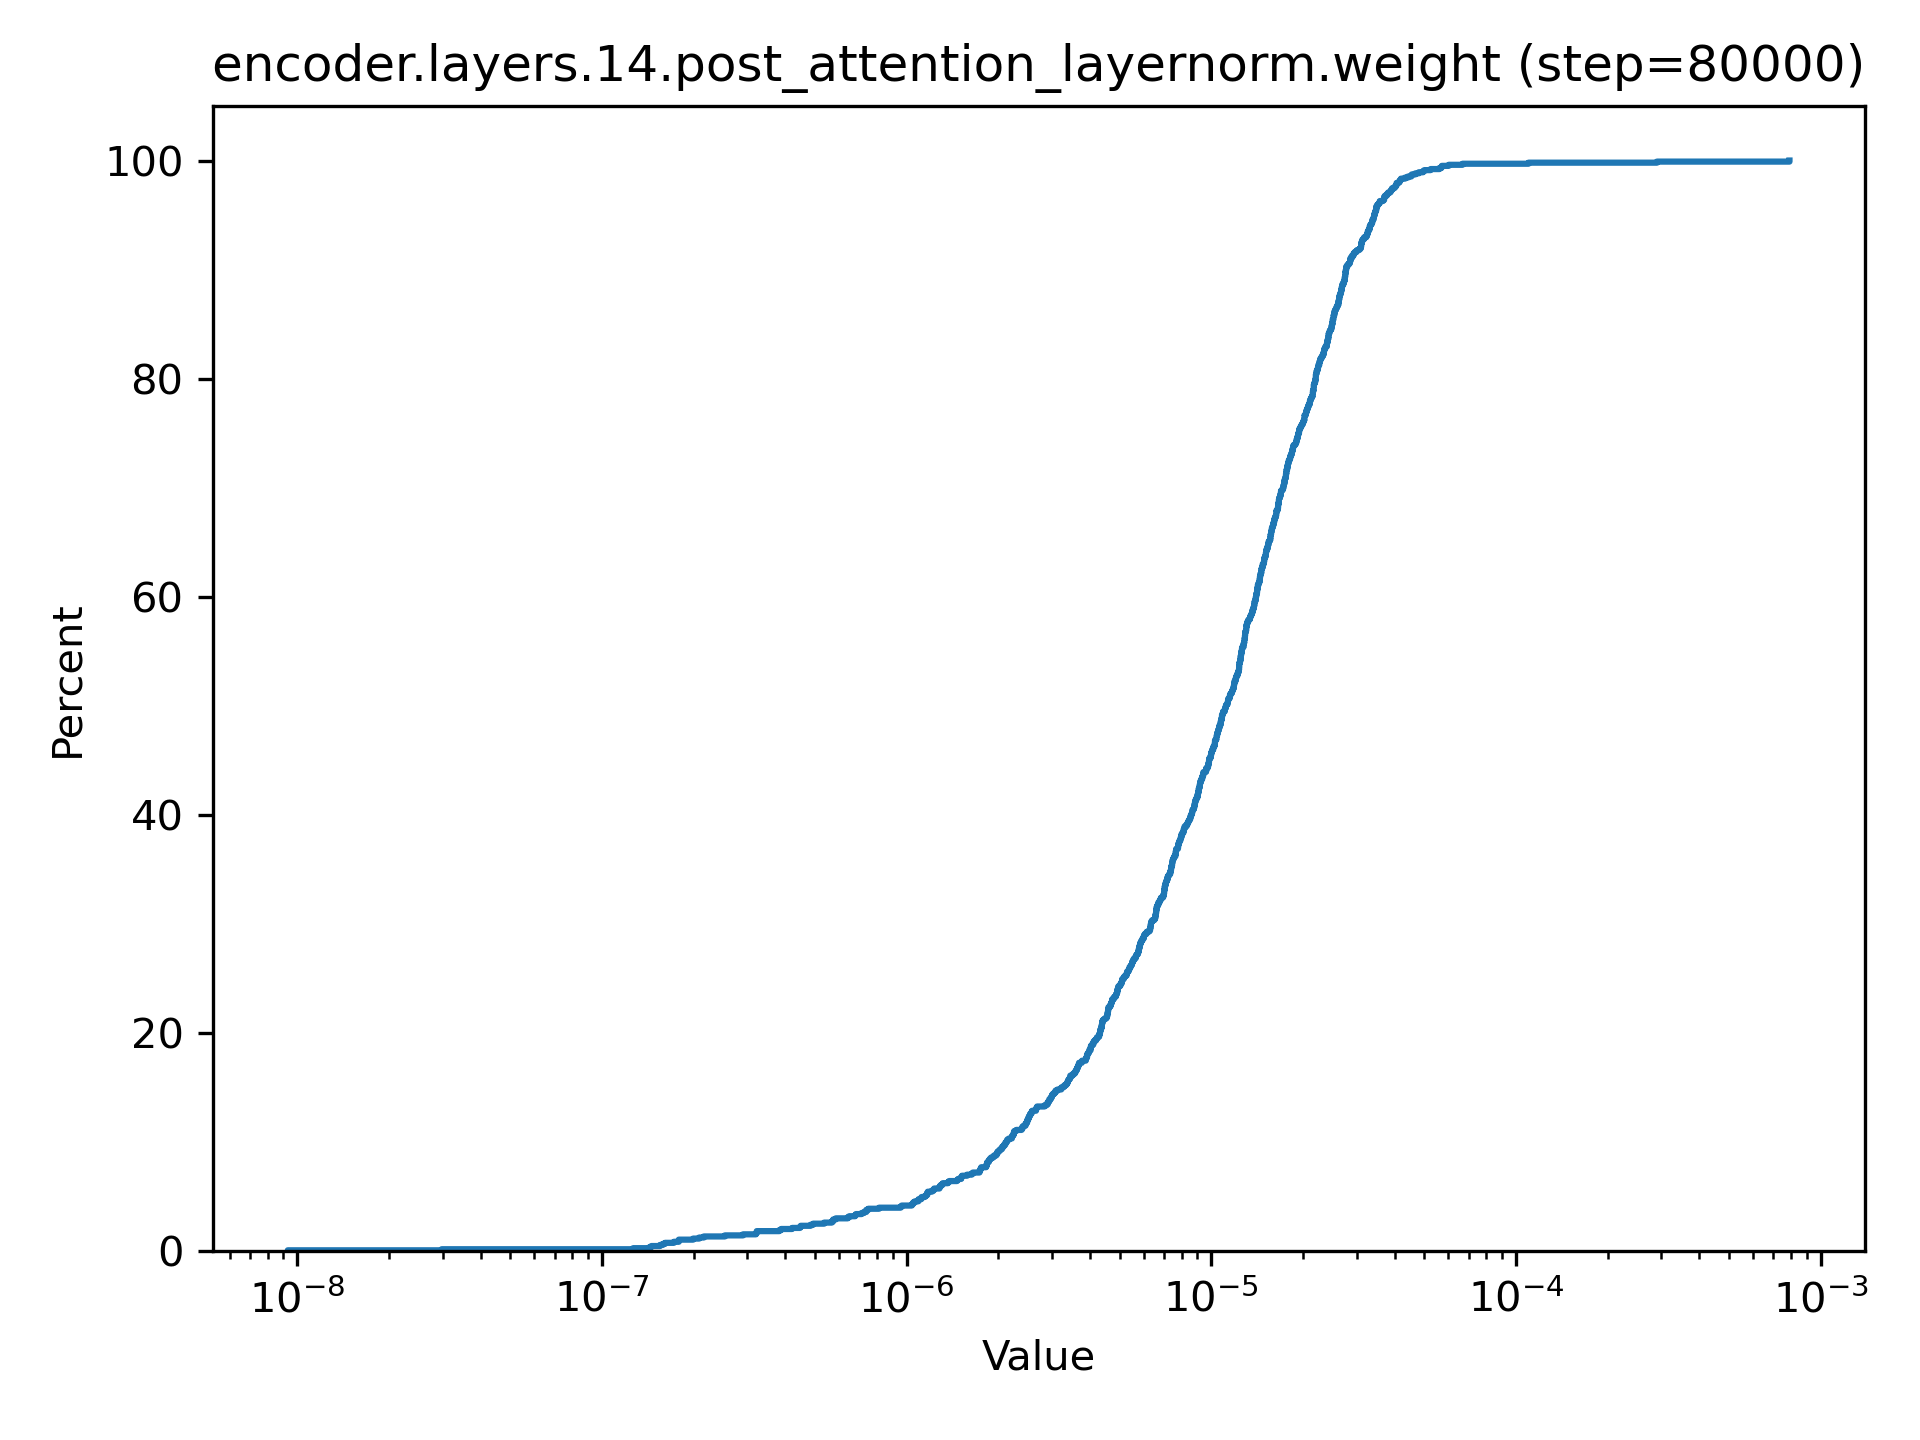 encoder.layers.14.post_attention_layernorm.weight (step=80000)
100
80
60
40
20
0
Percent
10⁻⁸ 10⁻⁷ 10⁻⁶ 10⁻⁵ 10⁻⁴ 10⁻³
Value